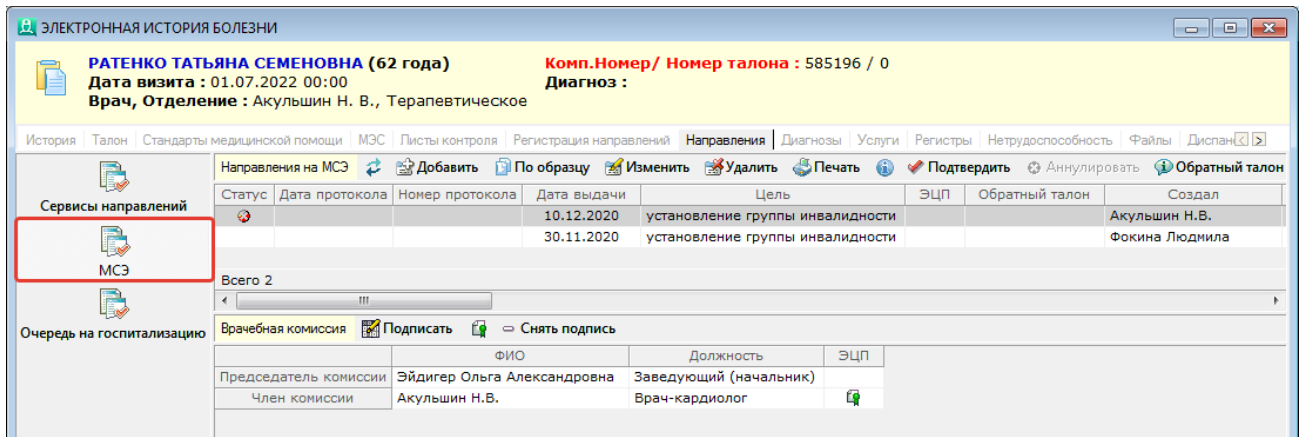 ЭЛЕКТРОННАЯ ИСТОРИЯ БОЛЕЗНИ
РАТЕНКО ТАТЬЯНА СЕМЕНОВНА (62 года) Комп.Номер/ Номер талона : 585196 / 0
Дата визита : 01.07.2022 00:00 Диагноз :
Врач, Отделение : Акульшин Н. В., Терапевтическое
История Талон Стандарты медицинской помощи МЭС Листы контроля Регистрация направлений Направления Диагнозы Услуги Регистры Нетрудоспособность Файлы Диспан
Направления на МСЭ Добавить По образцу Изменить Удалить Печать Подтвердить Аннулировать Обратный талон
Статус Дата протокола Номер протокола Дата выдачи Цель ЭЦП Обратный талон Создал
Сервисы направлений
10.12.2020 установление группы инвалидности Акульшин Н.В.
30.11.2020 установление группы инвалидности Фокина Людмила
МСЭ
Всего 2
Очередь на госпитализацию
Врачебная комиссия Подписать Снять подпись
ФИО Должность ЭЦП
Председатель комиссии Эйдигер Ольга Александровна Заведующий (начальник)
Член комиссии Акульшин Н.В. Врач-кардиолог